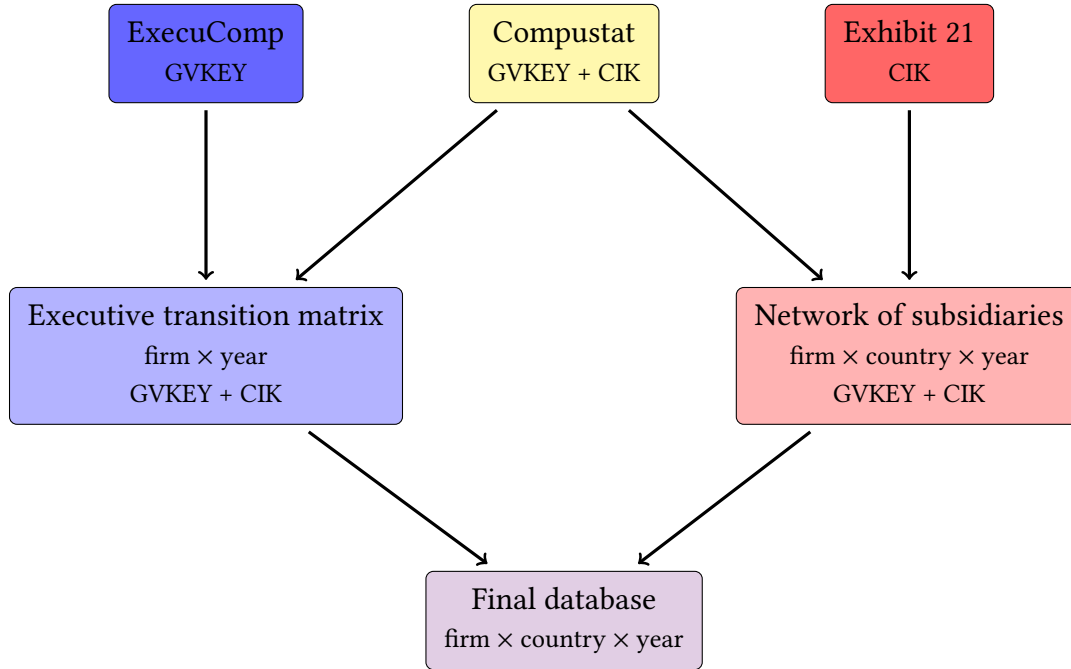 ExecuComp
GVKEY
Compustat
GVKEY + CIK
Exhibit 21
CIK
Executive transition matrix
firm × year
GVKEY + CIK
Network of subsidiaries
firm × country × year
GVKEY + CIK
Final database
firm × country × year